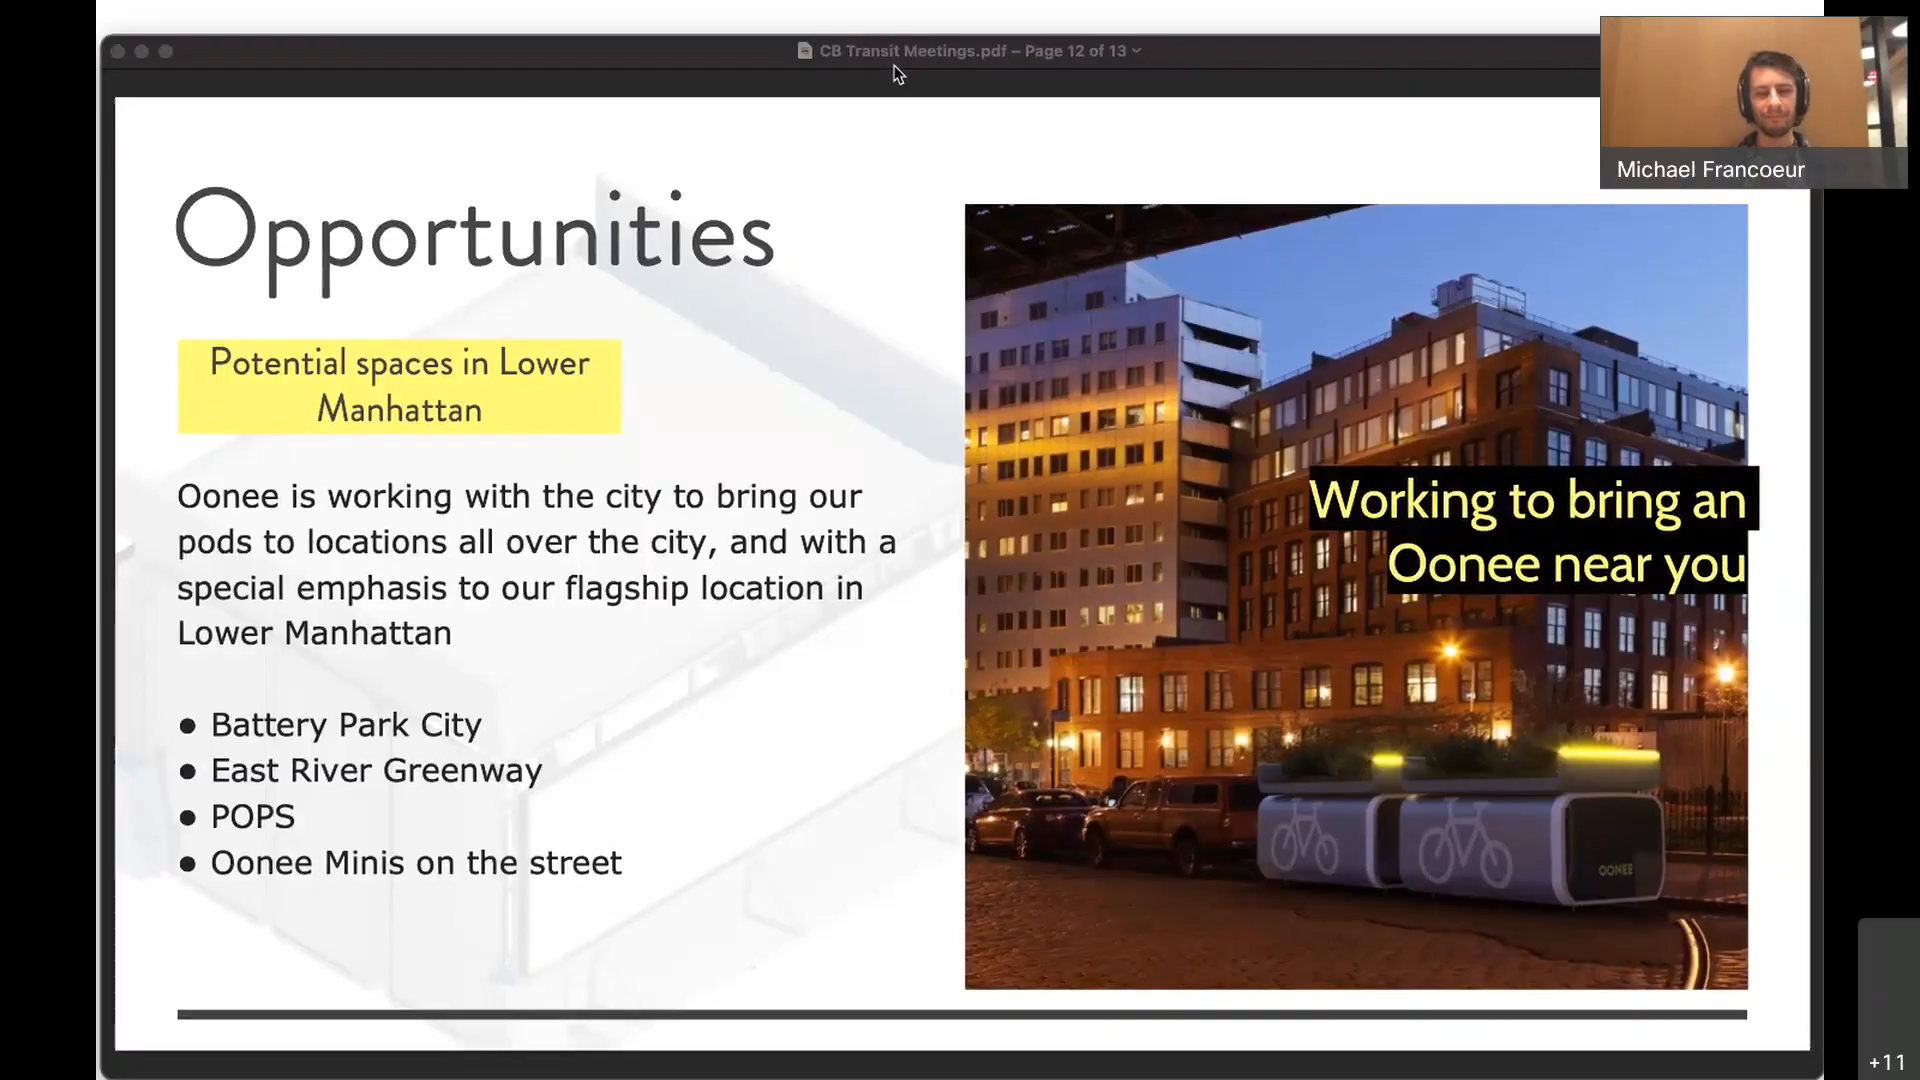 CB Transit Meetings.pdf – Page 12 of 13
Michael Francoeur
Opportunities
Potential spaces in Lower
Manhattan
Oonee is working with the city to bring our
pods to locations all over the city, and with a
special emphasis to our flagship location in
Lower Manhattan
● Battery Park City
● East River Greenway
● POPS
● Oonee Minis on the street
Working to bring an
Oonee near you
OONEE
+11